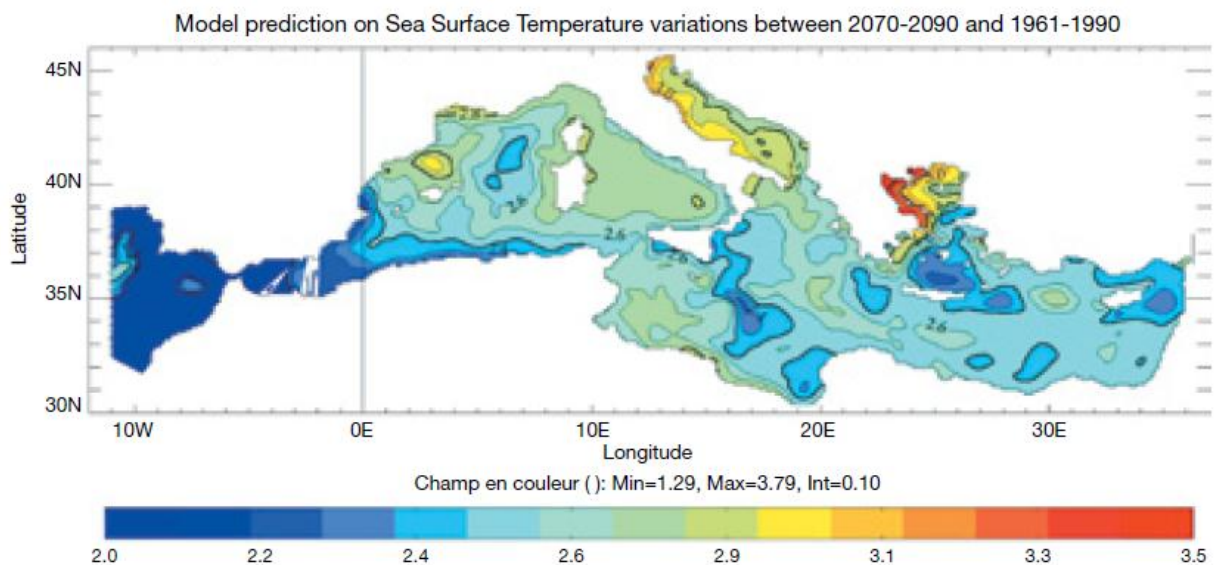 Model prediction on Sea Surface Temperature variations between 2070-2090 and 1961-1990
45N
40N
35N
30N
Latitude
2.8
2.6
2.6
2.6
2.6
10W
0E
10E
20E
30E
Longitude
Champ en couleur ( ): Min=1.29, Max=3.79, Int=0.10
2.0
2.2
2.4
2.6
2.9
3.1
3.3
3.5